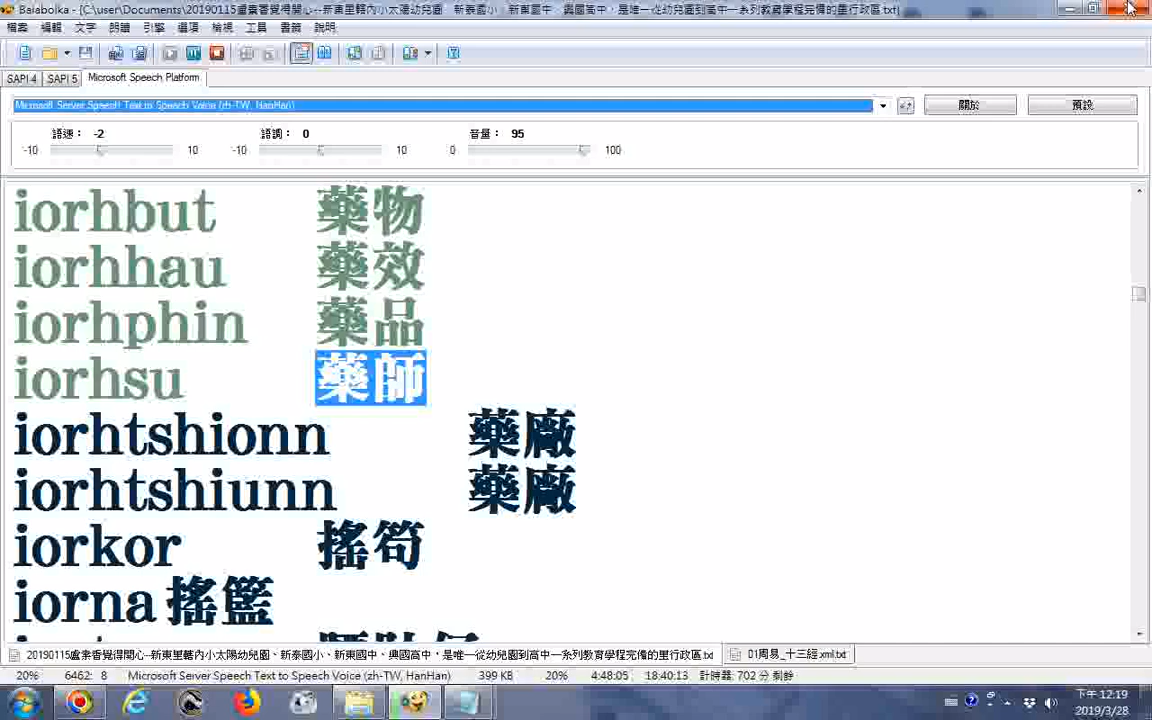 Balabolka - [C:\user\Documents\20190115盧素香覺得開心--新東里轄內小太陽幼兒園、新泰國小、新東國中、興國高中，是唯一從幼兒園到高中一系列教育學程完備的里行政區.txt]
檔案 編輯 文字 朗讀 引擎 選項 檢視 工具 書籤 說明
SAPI 4 SAPI 5 Microsoft Speech Platform
Microsoft Server Speech Text to Speech Voice (zh-TW, HanHan) 關於 預設
語速： -2 語調： 0 音量： 95
-10 10 -10 10 0 100
iorhbut 藥物
iorhhau 藥效
iorhphin 藥品
iorhsu 藥師
iorhtshionn 藥廠
iorhtshiunn 藥廠
iorkor 搖笱
iorna 搖籃
20190115盧素香覺得開心--新東里轄內小太陽幼兒園、新泰國小、新東國中、興國高中，是唯一從幼兒園到高中一系列教育學程完備的里行政區.txt 01周易_十三經.xml.txt
20% 6462: 8 Microsoft Server Speech Text to Speech Voice (zh-TW, HanHan) 399 KB 20% 4:48:05 18:40:13 計時器: 702 分 剩餘
下午 12:19
2019/3/28